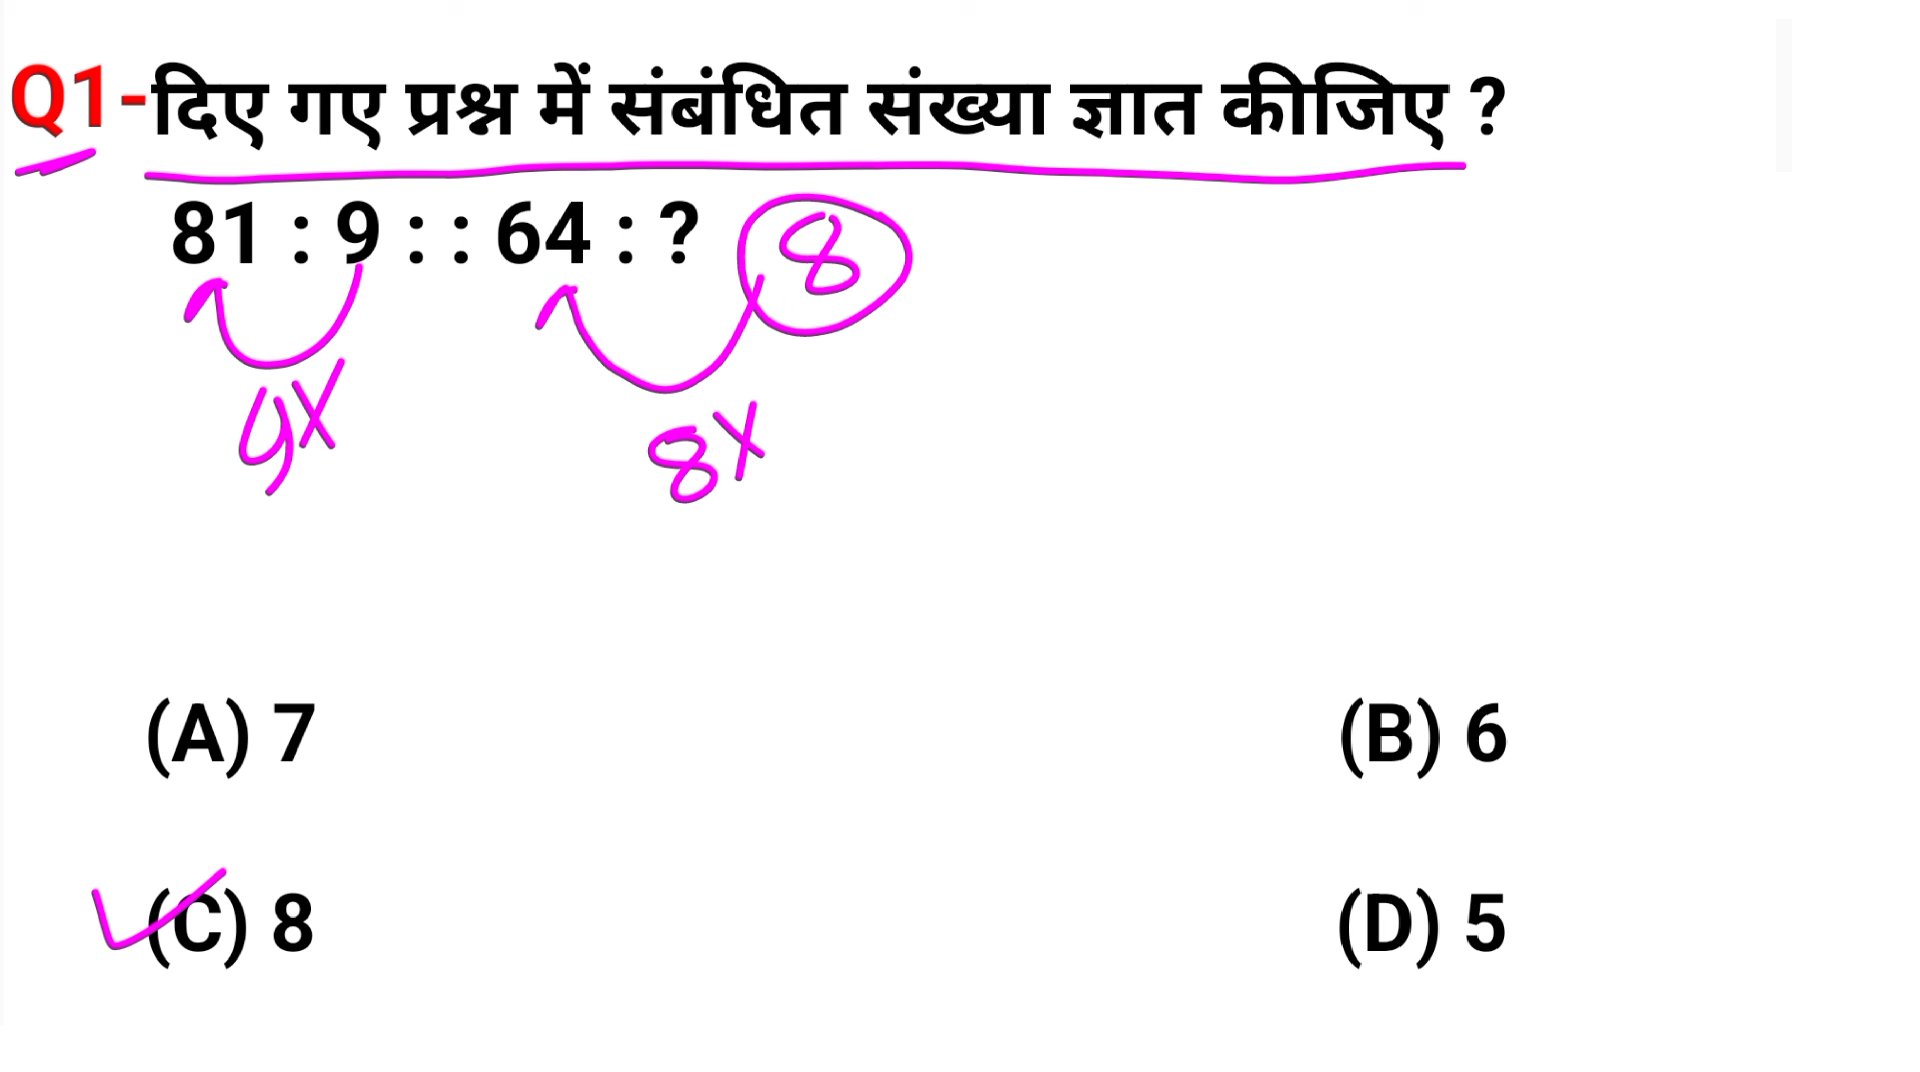 Q1-दिए गए प्रश्न में संबंधित संख्या ज्ञात कीजिए ?
81 : 9 : : 64 : ? 8
9x 8x
(A) 7 (B) 6
(C) 8 (D) 5